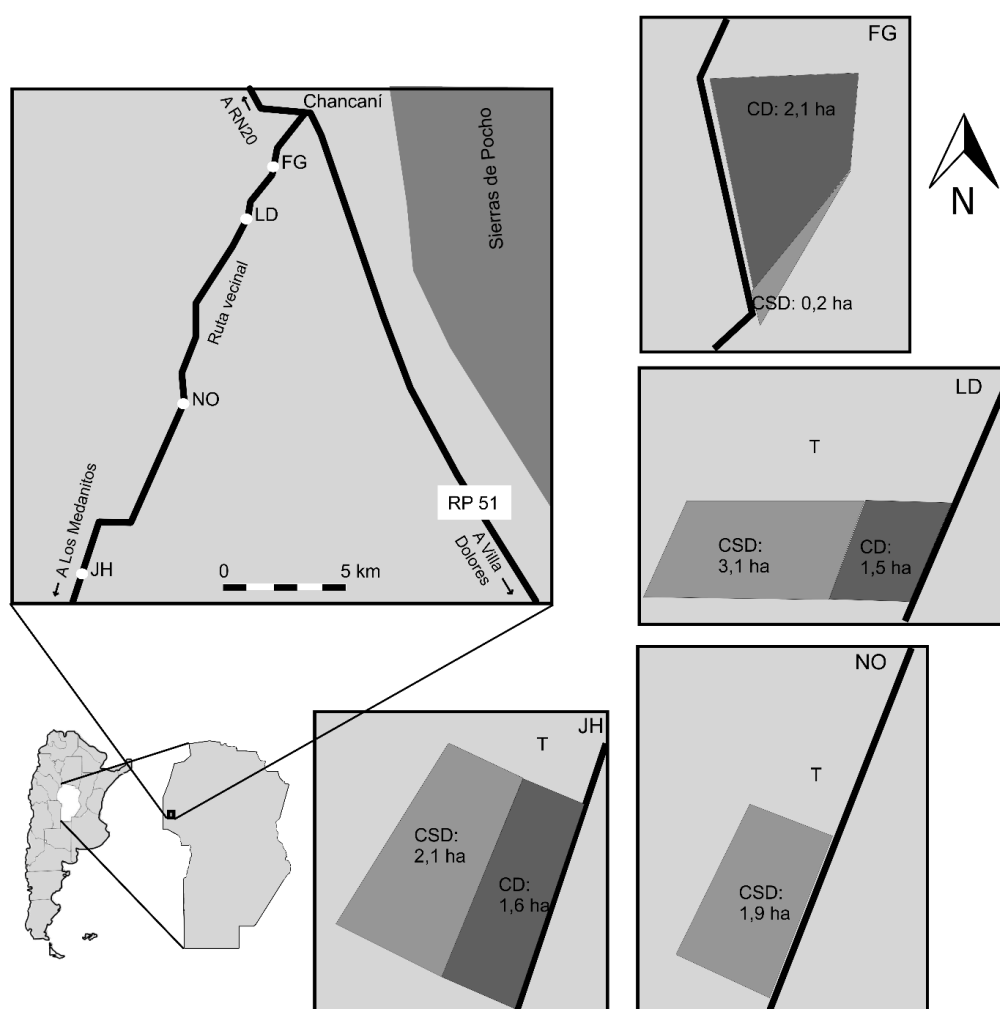 Chancaní
A RN20
FG
LD
Ruta vecinal
NO
A Los Medanitos
JH
Sierras de Pocho
RP 51
A Villa
Dolores
0 5 km
FG
CD: 2,1 ha
CSD: 0,2 ha
N
LD
T
CSD:
3,1 ha
CD:
1,5 ha
JH
T
CSD:
2,1 ha
CD:
1,6 ha
NO
T
CSD:
1,9 ha